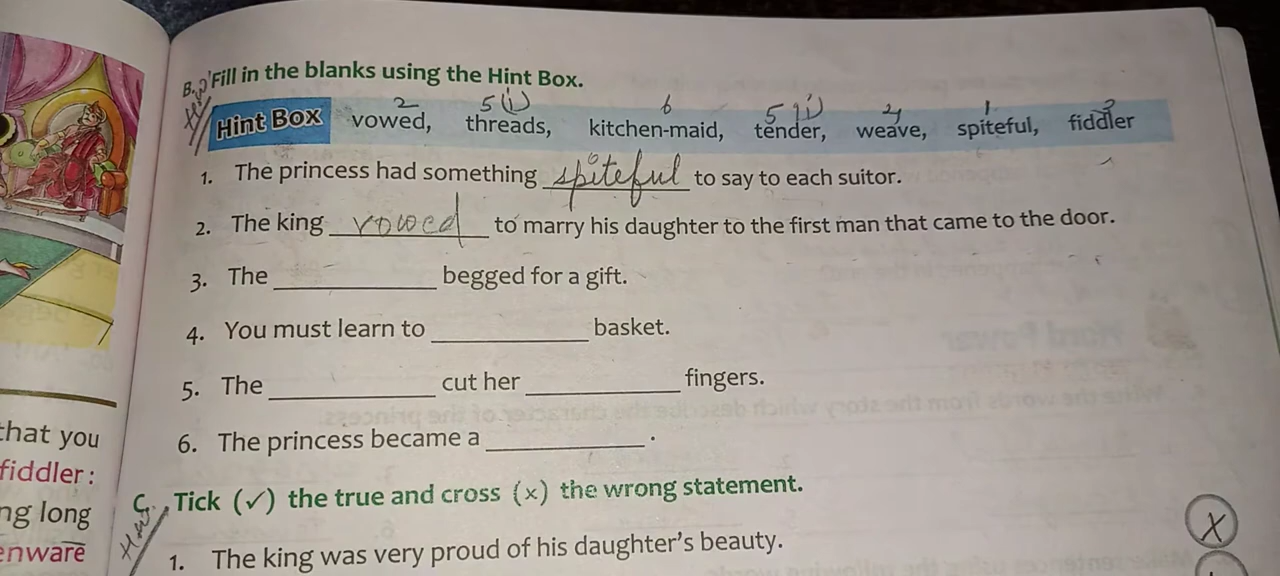 B. Fill in the blanks using the Hint Box.
2 5(i) 6 5(ii) 4 1 3
Hint Box vowed, threads, kitchen-maid, tender, weave, spiteful, fiddler
1. The princess had something spiteful to say to each suitor.
2. The king vowed to marry his daughter to the first man that came to the door.
3. The ____________ begged for a gift.
4. You must learn to ____________ basket.
5. The ____________ cut her ____________ fingers.
6. The princess became a ____________.
that you
fiddler:
ng long
enware
C. Tick (✓) the true and cross (×) the wrong statement.
1. The king was very proud of his daughter's beauty. X